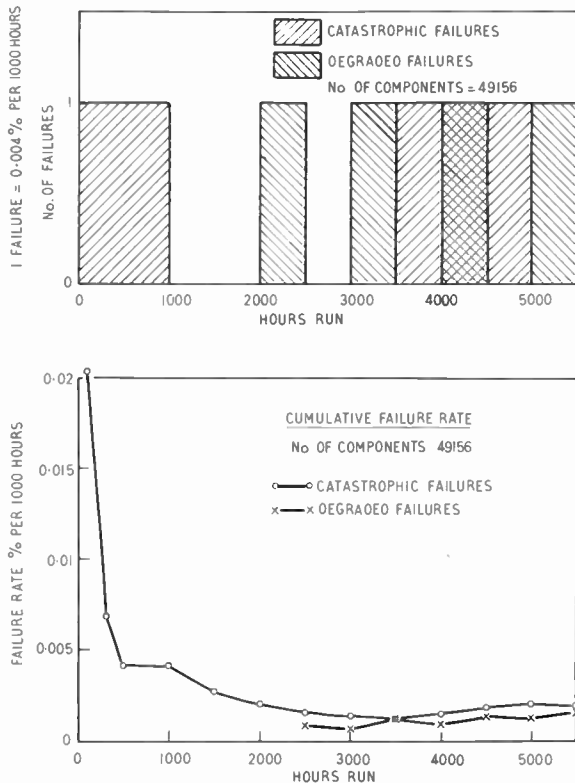 1 FAILURE = 0·004% PER 1000 HOURS
No. OF FAILURES
CATASTROPHIC FAILURES
OEGRAOEO FAILURES
No OF COMPONENTS = 49156
1
0
0
1000
2000
3000
4000
5000
HOURS RUN
FAILURE RATE % PER 1000 HOURS
0·02
0·015
0·01
0·005
0
CUMULATIVE FAILURE RATE
No OF COMPONENTS 49156
CATASTROPHIC FAILURES
OEGRAOEO FAILURES
0
1000
2000
3000
4000
5000
HOURS RUN